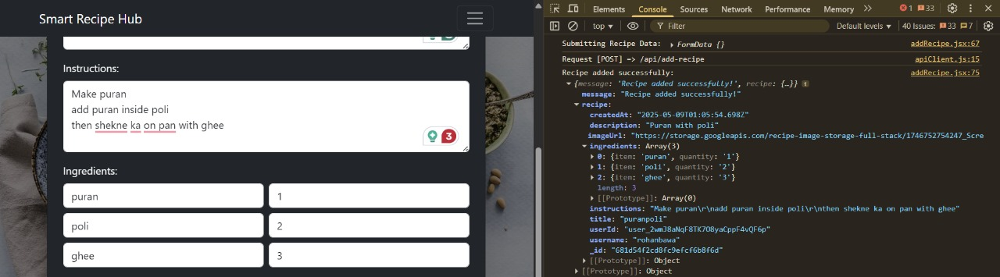 Smart Recipe Hub
Instructions:
Make puran
add puran inside poli
then shekne ka on pan with ghee
3
Ingredients:
puran 1
poli 2
ghee 3
Elements Console Sources Network Performance Memory 1 33
top ▼ Filter Default levels ▼ 40 Issues: 33 7
Submitting Recipe Data: ▶ FormData {} addRecipe.jsx:67
Request [POST] => /api/add-recipe apiClient.js:15
Recipe added successfully: addRecipe.jsx:75
▼ {message: 'Recipe added successfully!', recipe: {…}} i
message: "Recipe added successfully!"
▼ recipe:
createdAt: "2025-05-09T01:05:54.698Z"
description: "Puran with poli"
imageUrl: "https://storage.googleapis.com/recipe-image-storage-full-stack/1746752754247_Scre
▼ ingredients: Array(3)
▶ 0: {item: 'puran', quantity: '1'}
▶ 1: {item: 'poli', quantity: '2'}
▶ 2: {item: 'ghee', quantity: '3'}
length: 3
▶ [[Prototype]]: Array(0)
instructions: "Make puran\r\nadd puran inside poli\r\nthen shekne ka on pan with ghee"
title: "puranpoli"
userId: "user_2wmJ8aNqF8TK7O8yaCppF4vQF6p"
username: "rohanbawa"
_id: "681d54f2cd8fc9efcf6b8f6d"
▶ [[Prototype]]: Object
▶ [[Prototype]]: Object